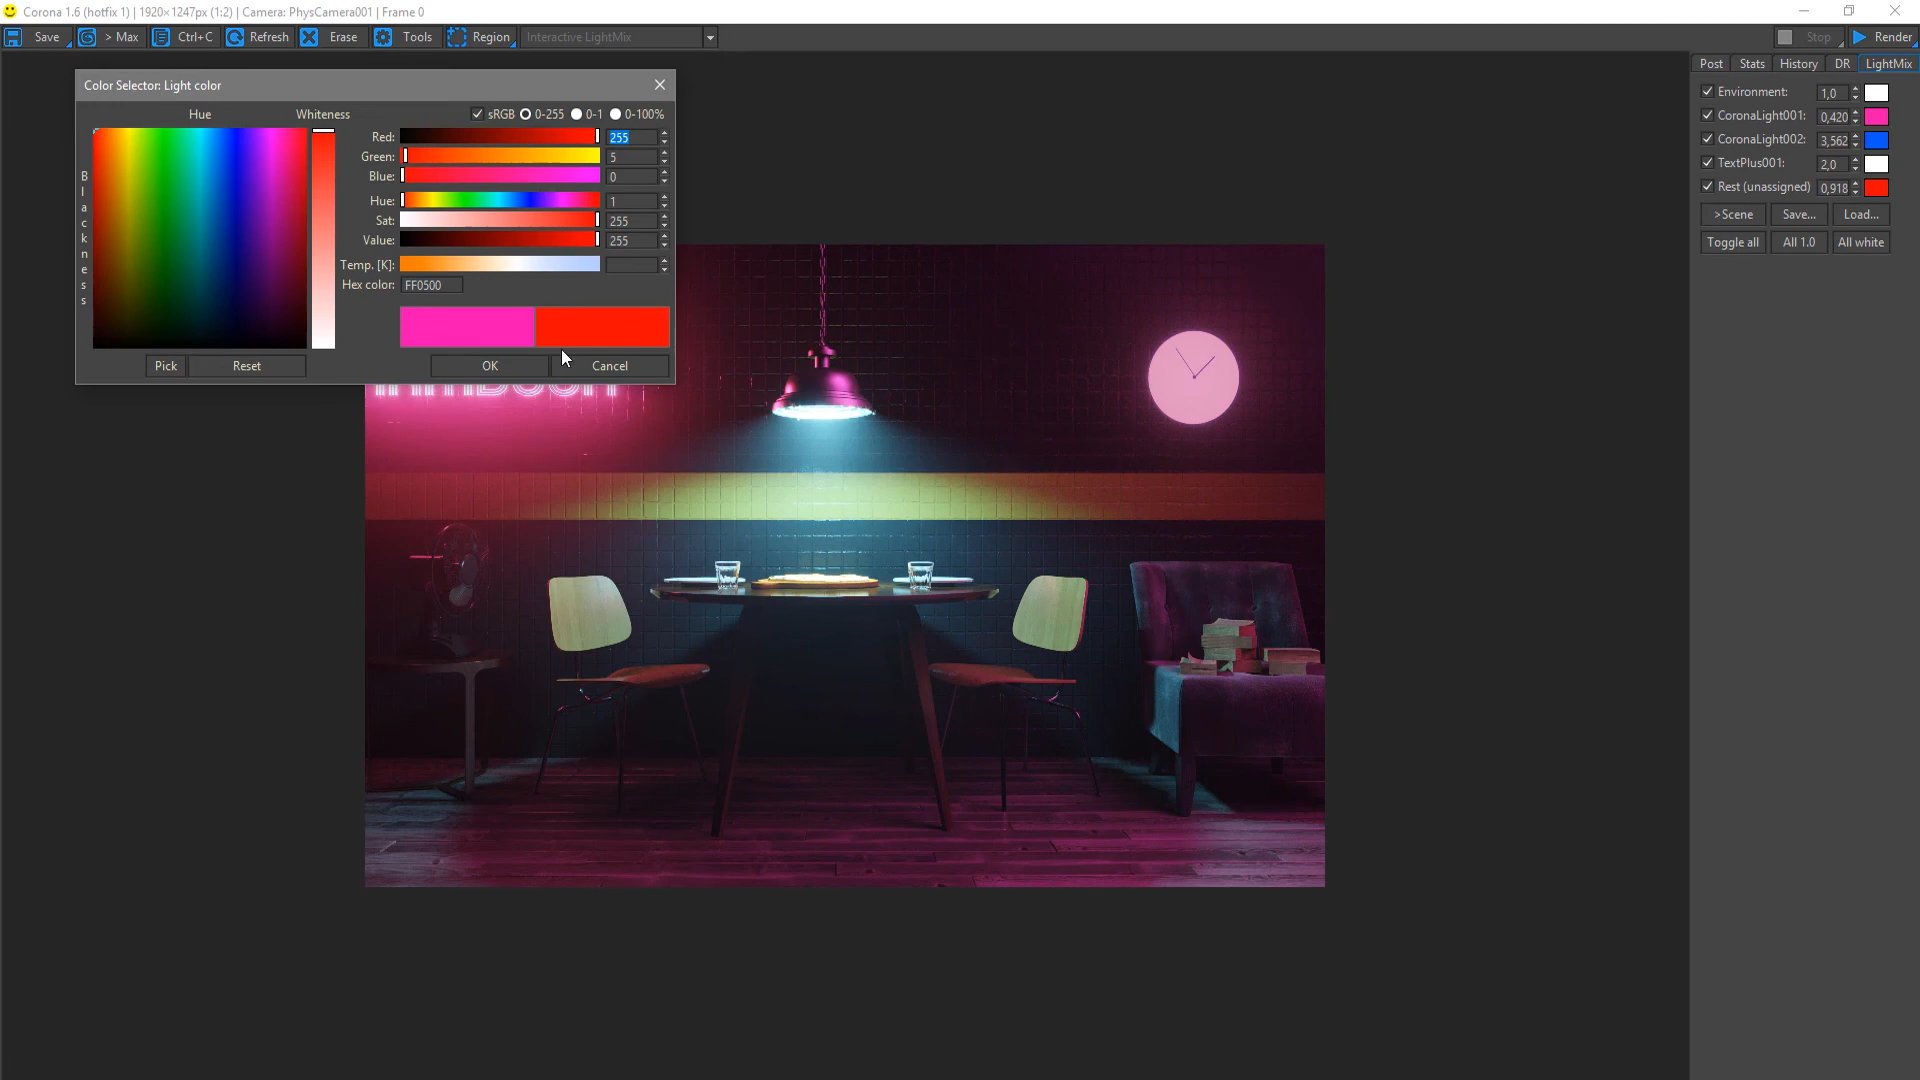 Corona 1.6 (hotfix 1) | 1920×1247px (1:2) | Camera: PhysCamera001 | Frame 0
Save > Max Ctrl+C Refresh Erase Tools Region Interactive LightMix Stop Render
Post Stats History DR LightMix
Environment: 1,0
CoronaLight001: 0,420
CoronaLight002: 3,562
TextPlus001: 2,0
Rest (unassigned) 0,918
>Scene Save... Load...
Toggle all All 1.0 All white
Color Selector: Light color
Hue Whiteness sRGB 0-255 0-1 0-100%
Blackness
Red: 255
Green: 5
Blue: 0
Hue: 1
Sat: 255
Value: 255
Temp. [K]:
Hex color: FF0500
Pick Reset OK Cancel